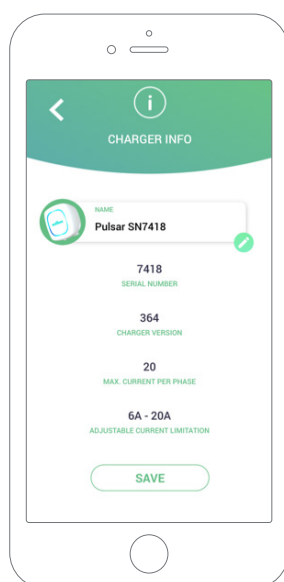 CHARGER INFO
NAME
Pulsar SN7418
7418
SERIAL NUMBER
364
CHARGER VERSION
20
MAX. CURRENT PER PHASE
6A - 20A
ADJUSTABLE CURRENT LIMITATION
SAVE